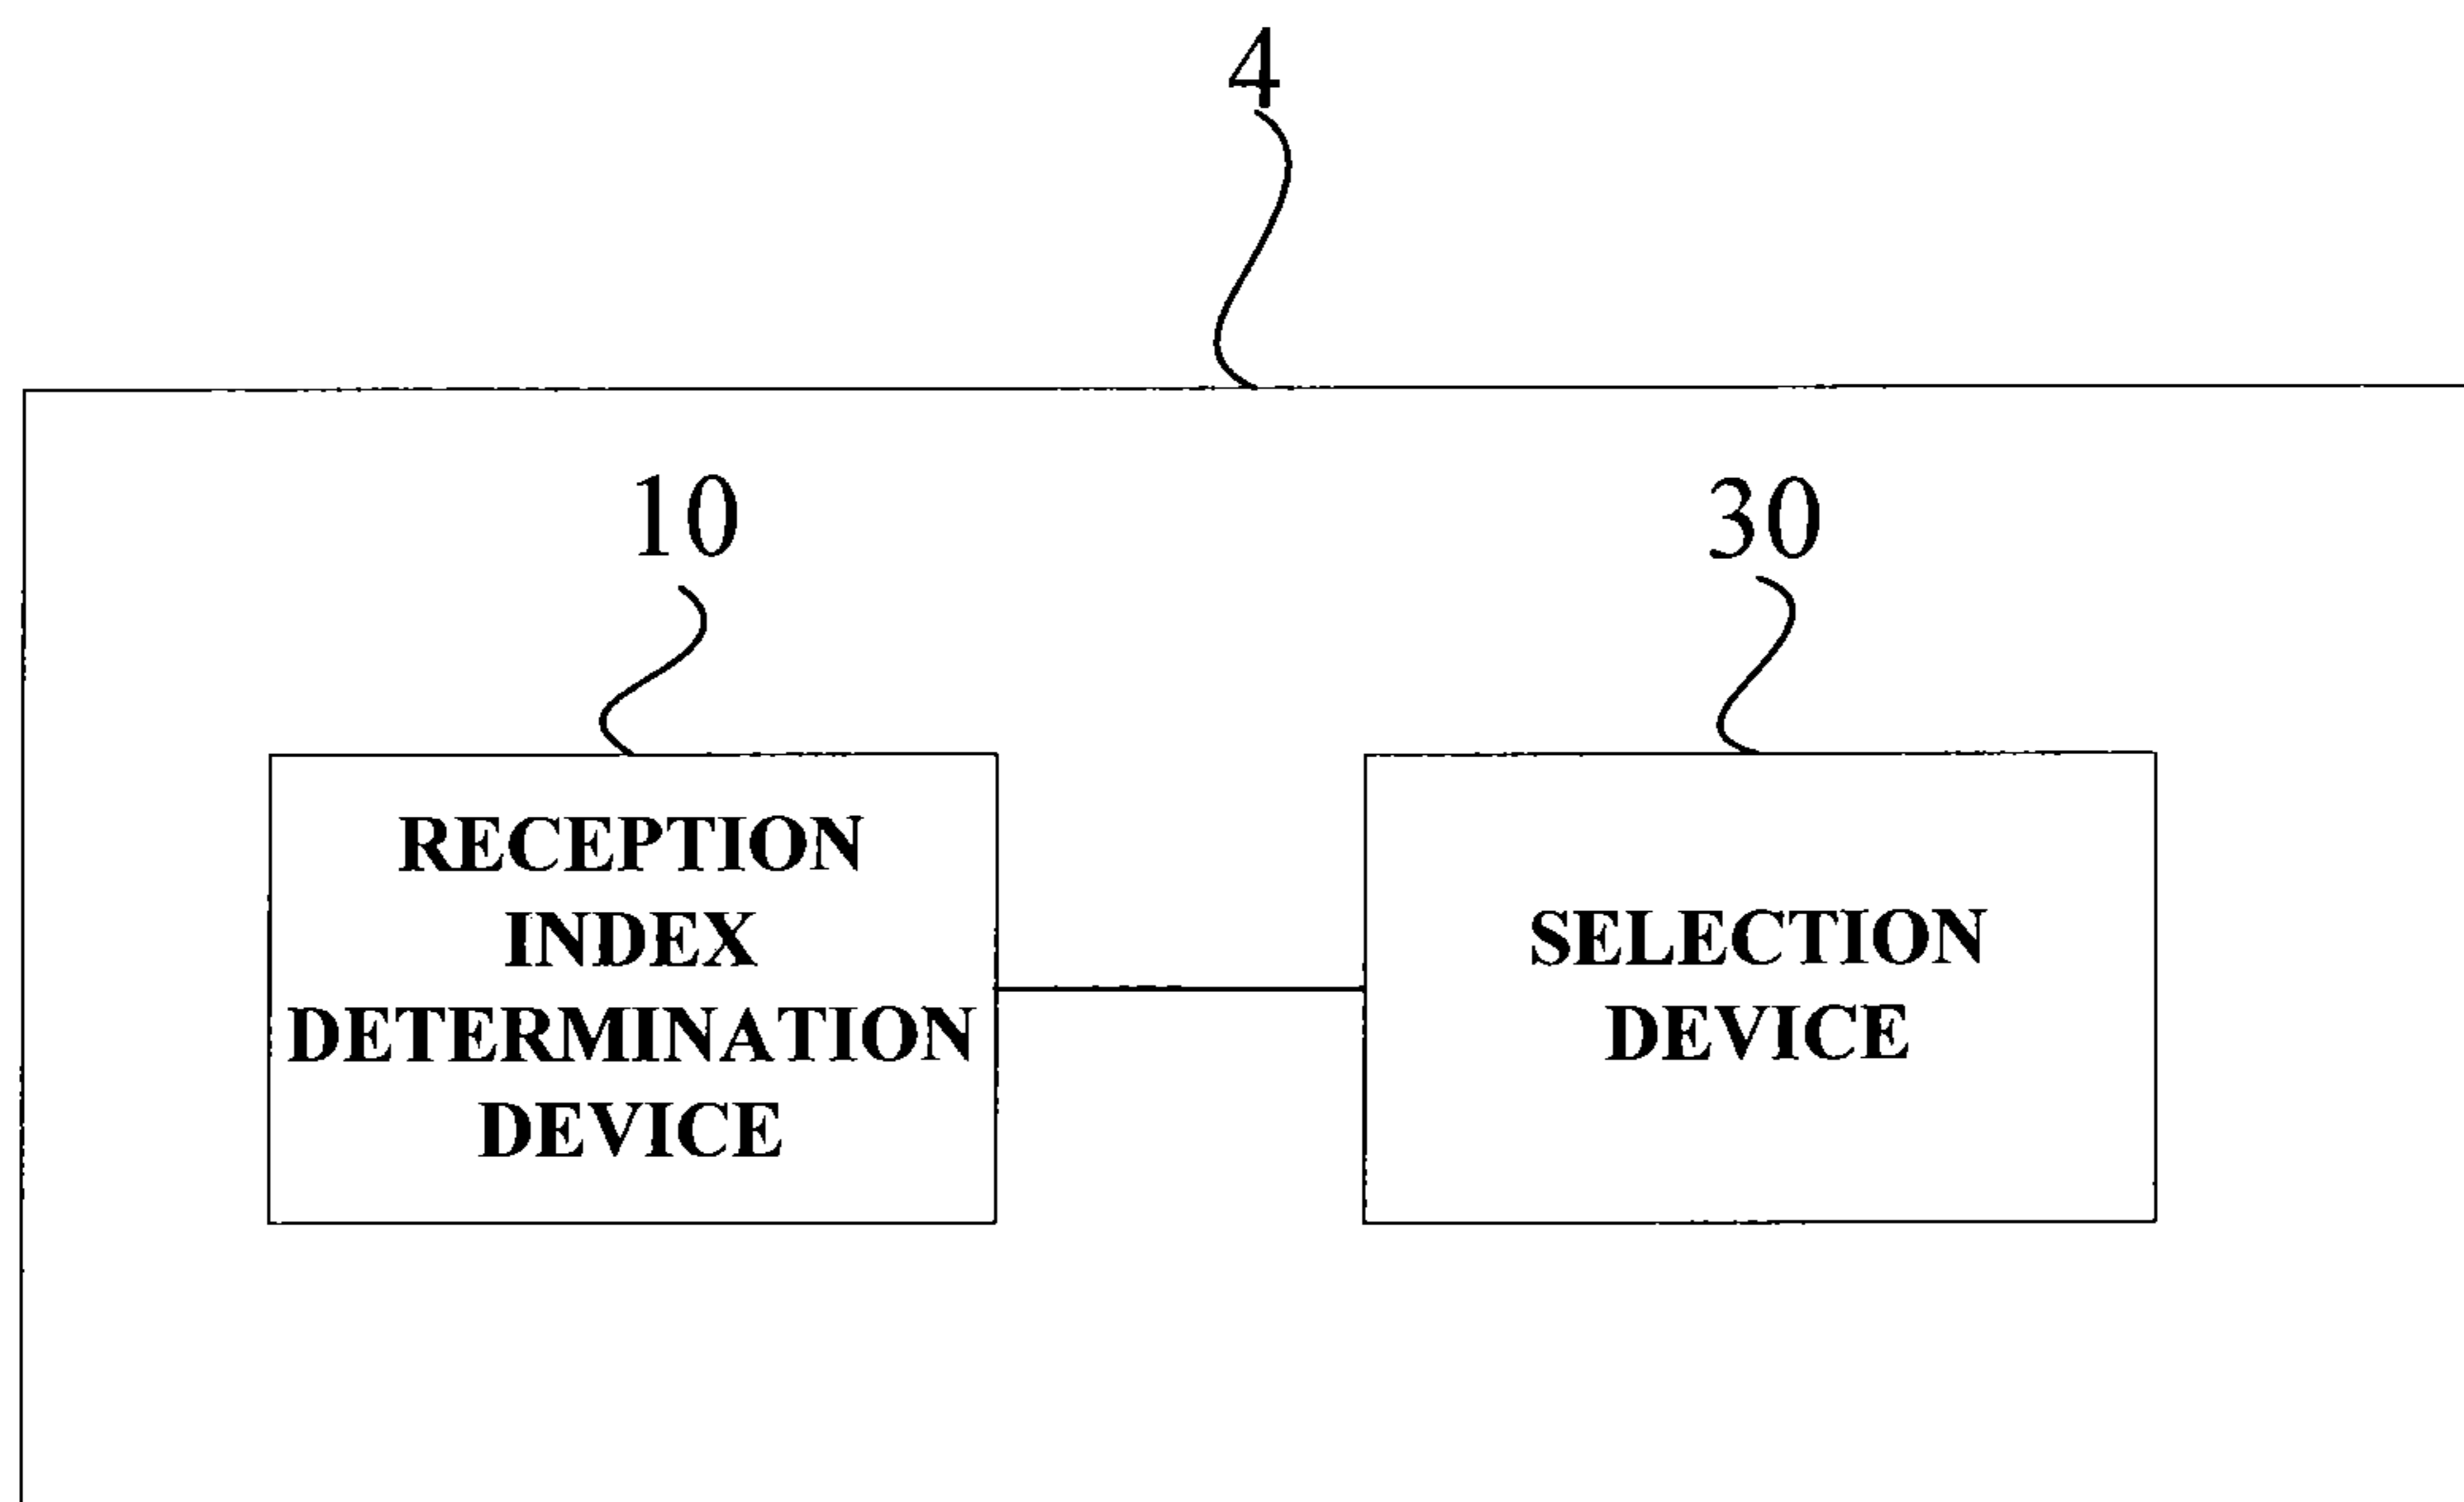 4
10
30
RECEPTION
INDEX
DETERMINATION
DEVICE
SELECTION
DEVICE